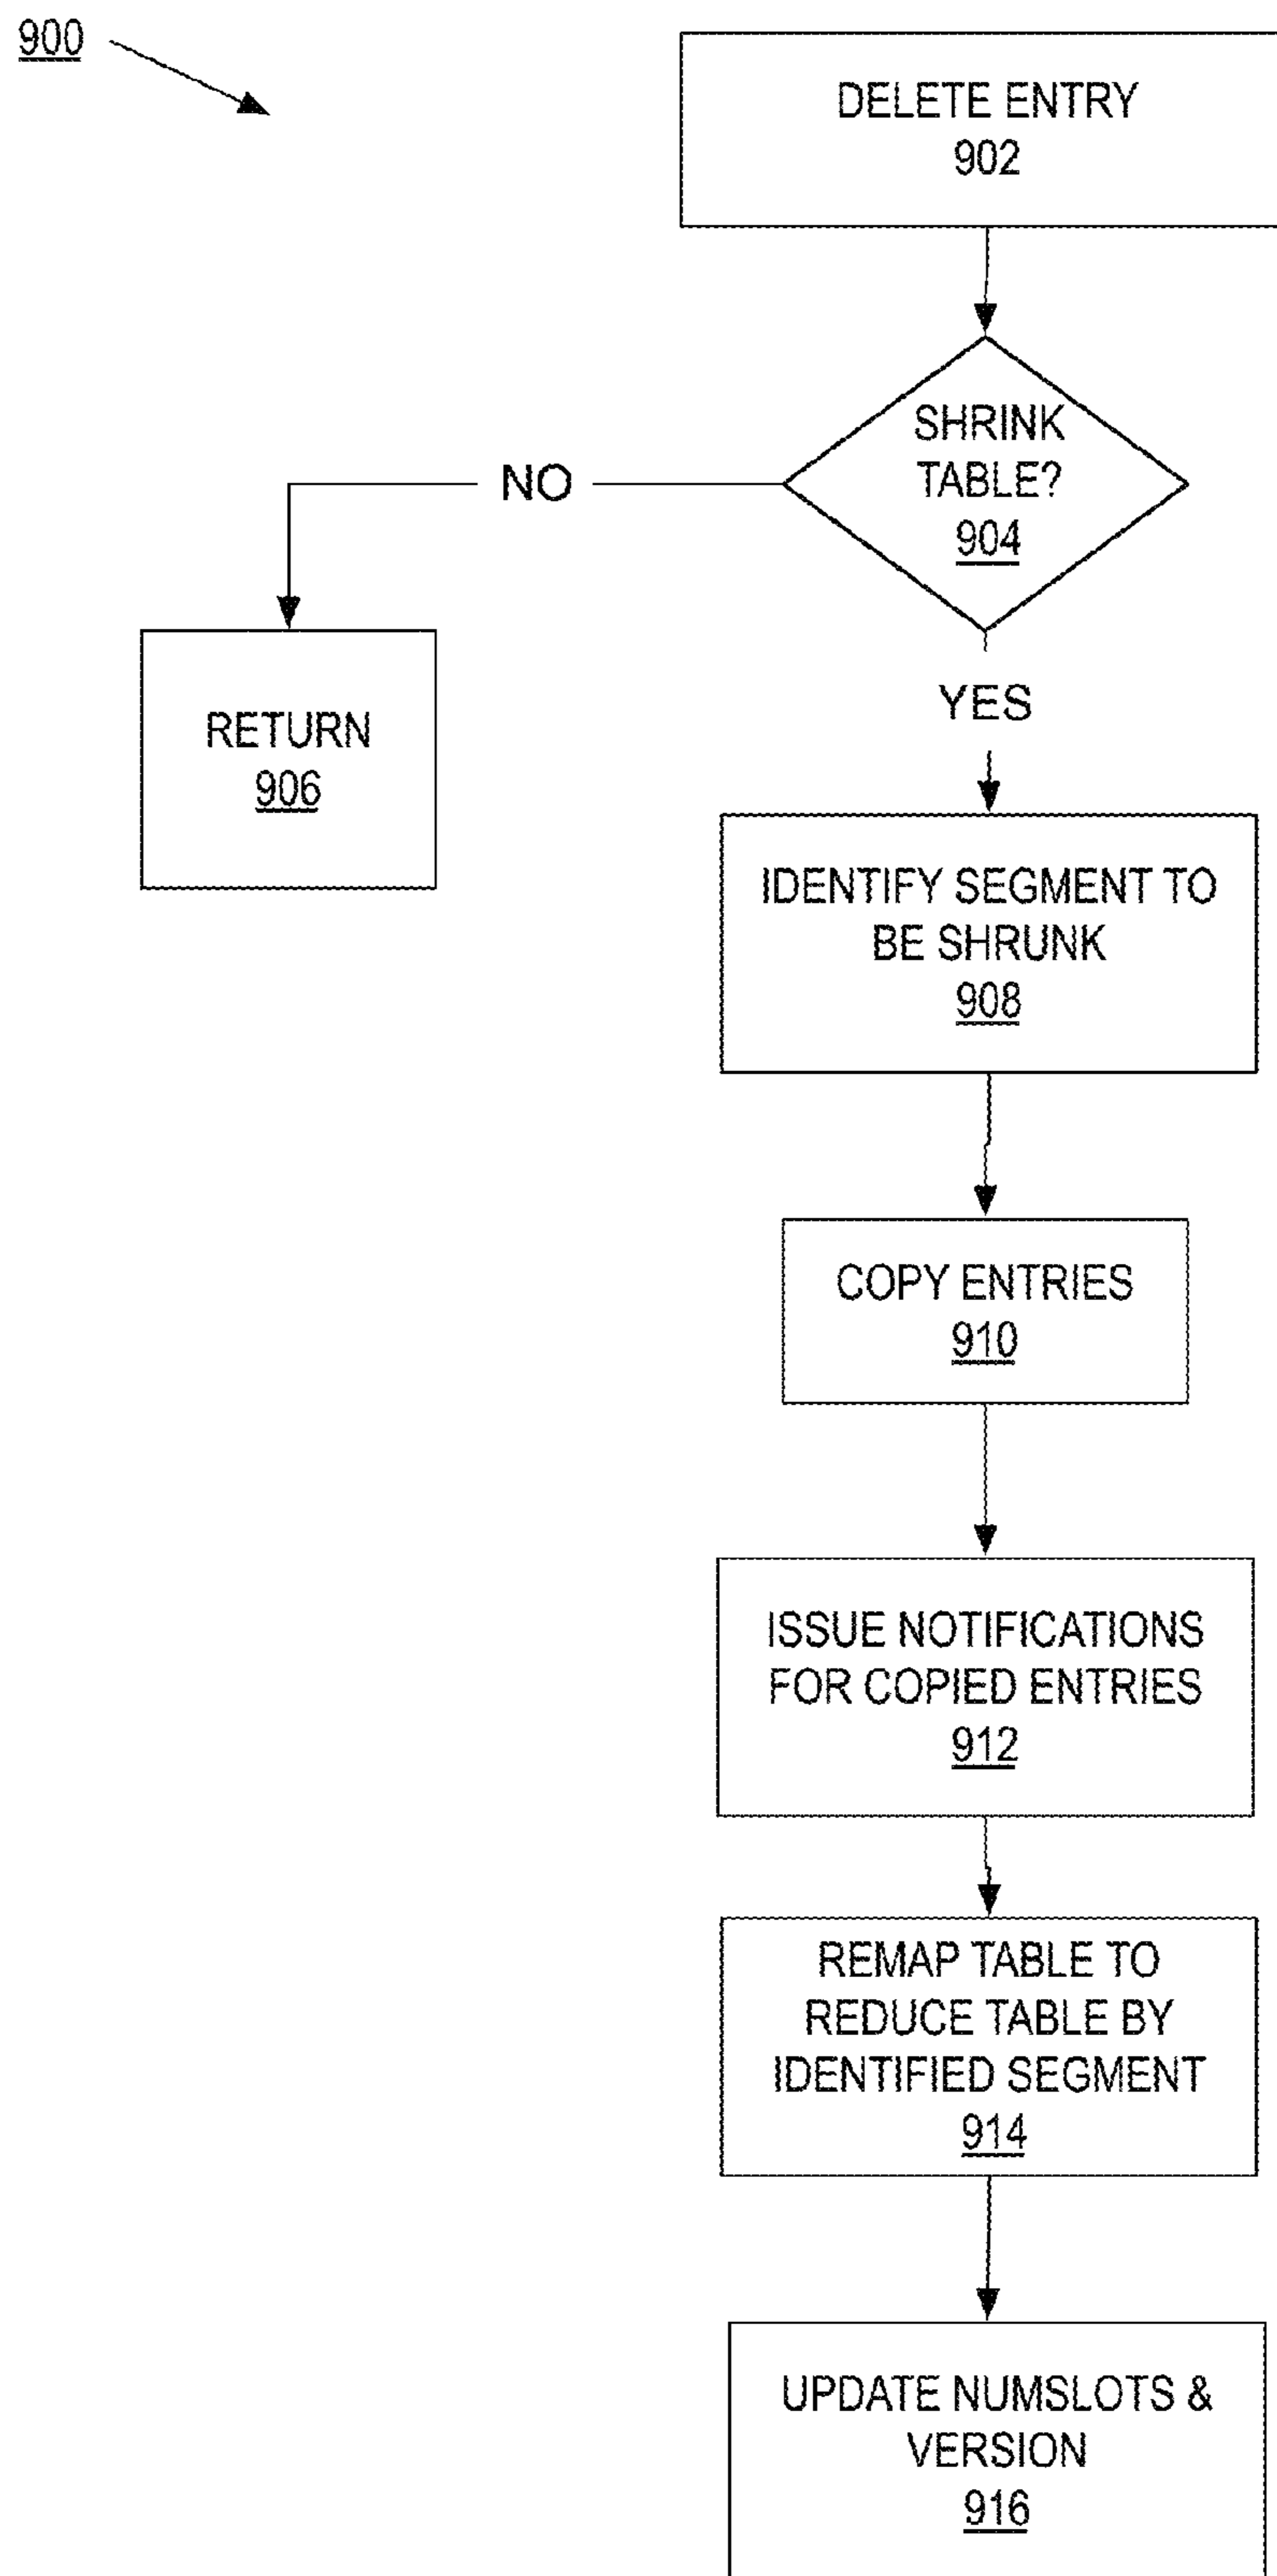 900
DELETE ENTRY
902
SHRINK
TABLE?
904
NO
YES
RETURN
906
IDENTIFY SEGMENT TO
BE SHRUNK
908
COPY ENTRIES
910
ISSUE NOTIFICATIONS
FOR COPIED ENTRIES
912
REMAP TABLE TO
REDUCE TABLE BY
IDENTIFIED SEGMENT
914
UPDATE NUMSLOTS &
VERSION
916